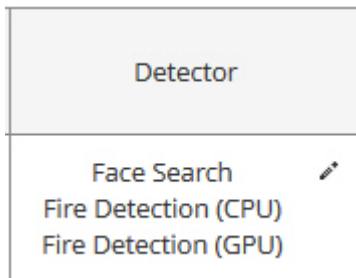 Detector
Face Search
Fire Detection (CPU)
Fire Detection (GPU)